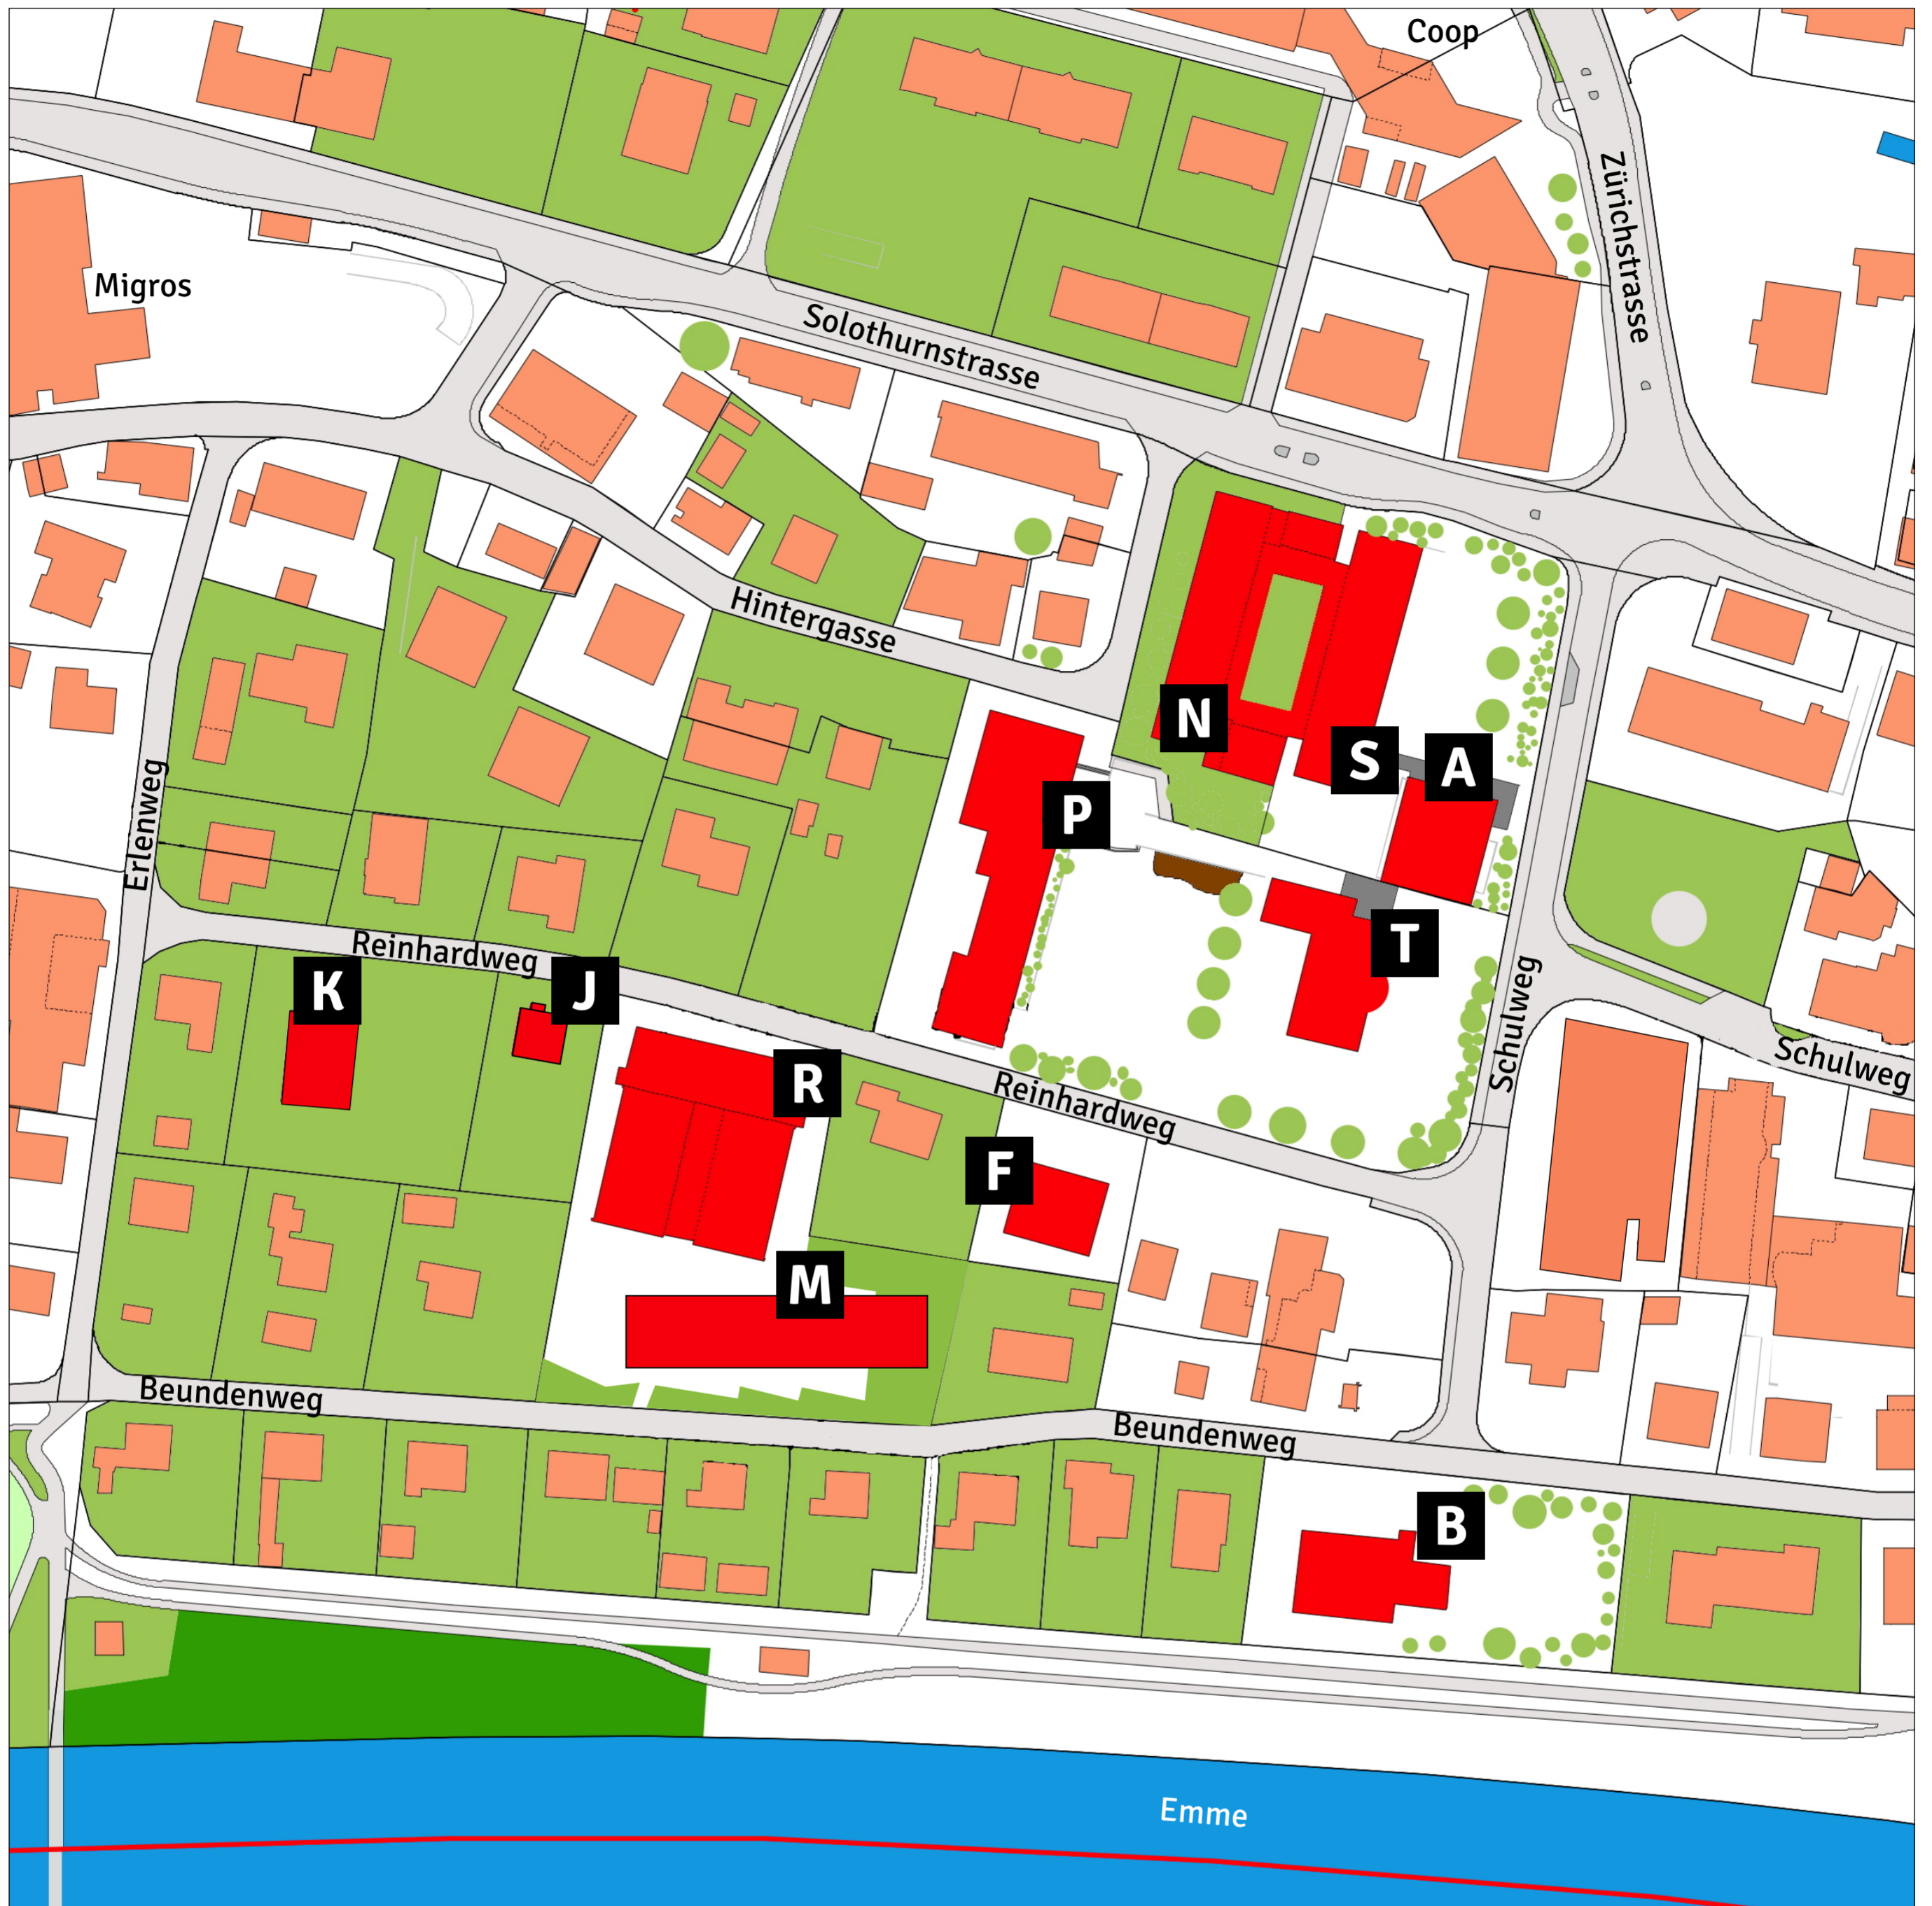 Coop
Zürichstrasse
Migros
Solothurnstrasse
Hintergasse
N
S
A
P
Erlenweg
Reinhardweg
T
K
J
Schulweg
Schulweg
R
Reinhardweg
F
M
Beundenweg
Beundenweg
B
Emme